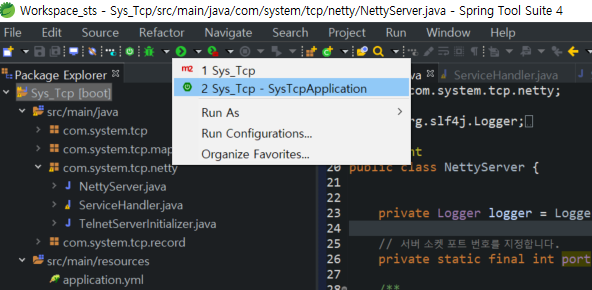 Workspace_sts - Sys_Tcp/src/main/java/com/system/tcp/netty/NettyServer.java - Spring Tool Suite 4
File Edit Source Refactor Navigate Search Project Run Window Help
Package Explorer
ServiceHandler.java
m2 1 Sys_Tcp
2 Sys_Tcp - SysTcpApplication
Run As
Run Configurations...
Organize Favorites...
Sys_Tcp [boot]
src/main/java
com.system.tcp
com.system.tcp.map
com.system.tcp.netty
NettyServer.java
ServiceHandler.java
TelnetServerInitializer.java
com.system.tcp.record
src/main/resources
application.yml
com.system.tcp.netty;
rg.slf4j.Logger;
20 public class NettyServer {
21
22
23 private Logger logger = Logge
24
25 // 서버 소켓 포트 번호를 지정합니다.
26 private static final int port
27
28 /**